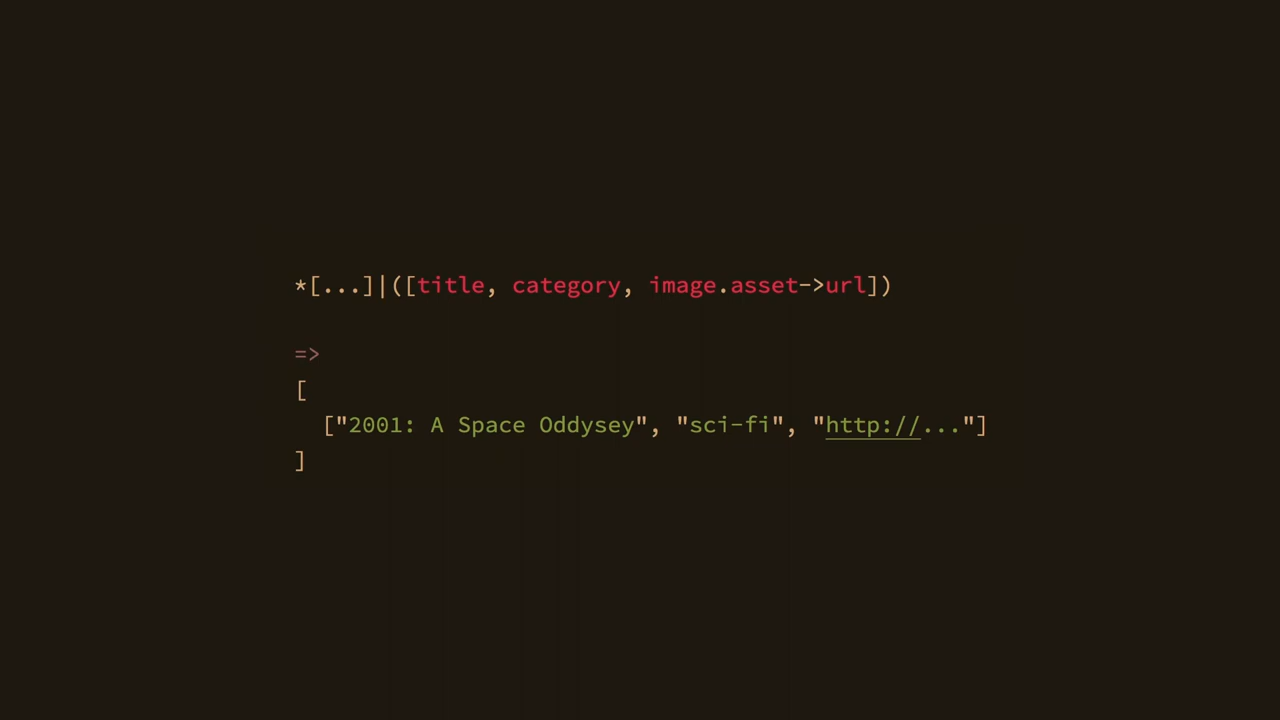 *[...]|([title, category, image.asset->url])
=>
[
["2001: A Space Oddysey", "sci-fi", "http://..."]
]